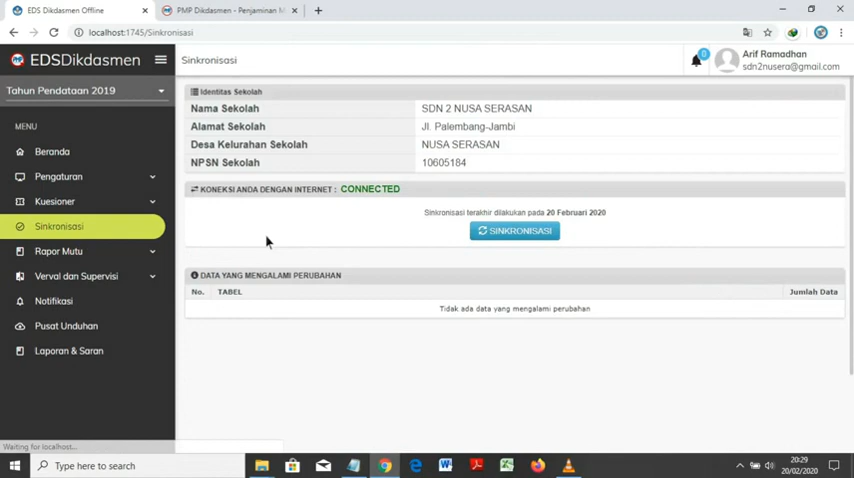 EDS Dikdasmen Offline
PMP Dikdasmen - Penjaminan M
localhost:1745/Sinkronisasi
EDSDikdasmen
Sinkronisasi
0
Arif Ramadhan
sdn2nusera@gmail.com
Tahun Pendataan 2019
MENU
Beranda
Pengaturan
Kuesioner
Sinkronisasi
Rapor Mutu
Verval dan Supervisi
Notifikasi
Pusat Unduhan
Laporan & Saran
Identitas Sekolah
Nama Sekolah SDN 2 NUSA SERASAN
Alamat Sekolah Jl. Palembang-Jambi
Desa Kelurahan Sekolah NUSA SERASAN
NPSN Sekolah 10605184
KONEKSI ANDA DENGAN INTERNET : CONNECTED
Sinkronisasi terakhir dilakukan pada 20 Februari 2020
SINKRONISASI
DATA YANG MENGALAMI PERUBAHAN
No. TABEL Jumlah Data
Tidak ada data yang mengalami perubahan
Waiting for localhost...
Type here to search
20:29
20/02/2020